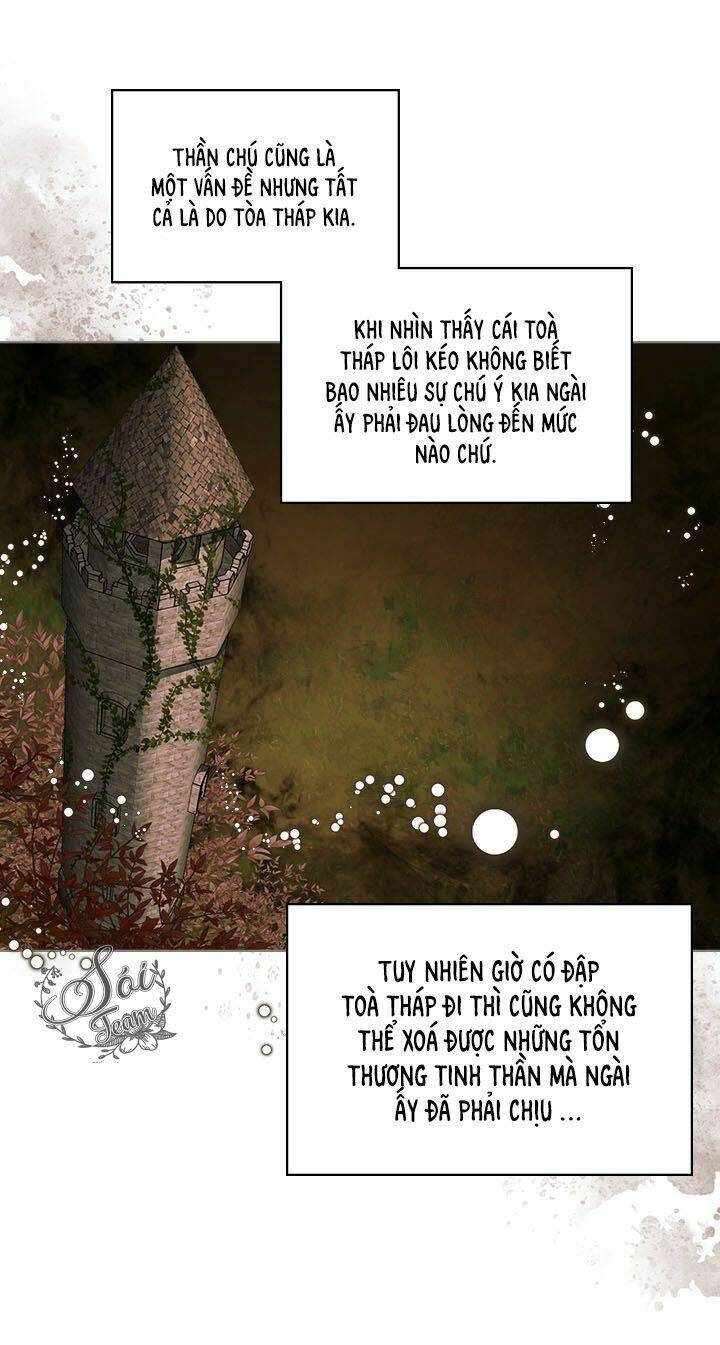 THẦN CHÚ CŨNG LÀ
MỘT VẤN ĐỀ NHƯNG TẤT
CẢ LÀ DO TÒA THÁP KIA.
KHI NHÌN THẤY CÁI TOÀ
THÁP LÔI KÉO KHÔNG BIẾT
BAO NHIÊU SỰ CHÚ Ý KIA NGÀI
ẤY PHẢI ĐAU LÒNG ĐẾN MỨC
NÀO CHỨ.
TUY NHIÊN GIỜ CÓ ĐẬP
TOÀ THÁP ĐI THÌ CŨNG KHÔNG
THỂ XOÁ ĐƯỢC NHỮNG TỔN
THƯƠNG TINH THẦN MÀ NGÀI
ẤY ĐÃ PHẢI CHỊU ...
Sói
Team